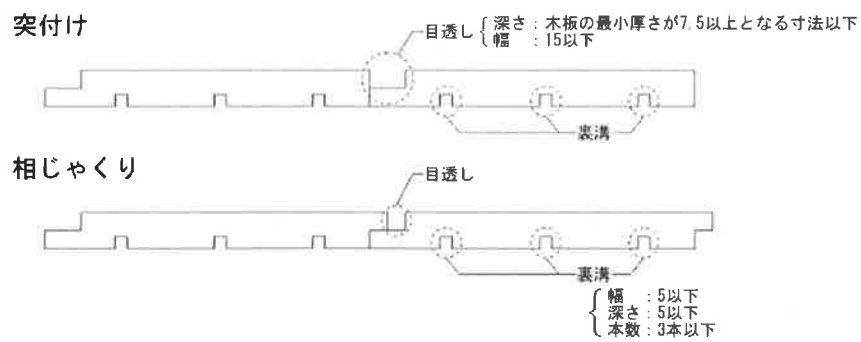 突付け
目透し
深さ：木板の最小厚さが7.5以上となる寸法以下
幅　：15以下
裏溝
相じゃくり
目透し
裏溝
幅　：5以下
深さ：5以下
本数：3本以下